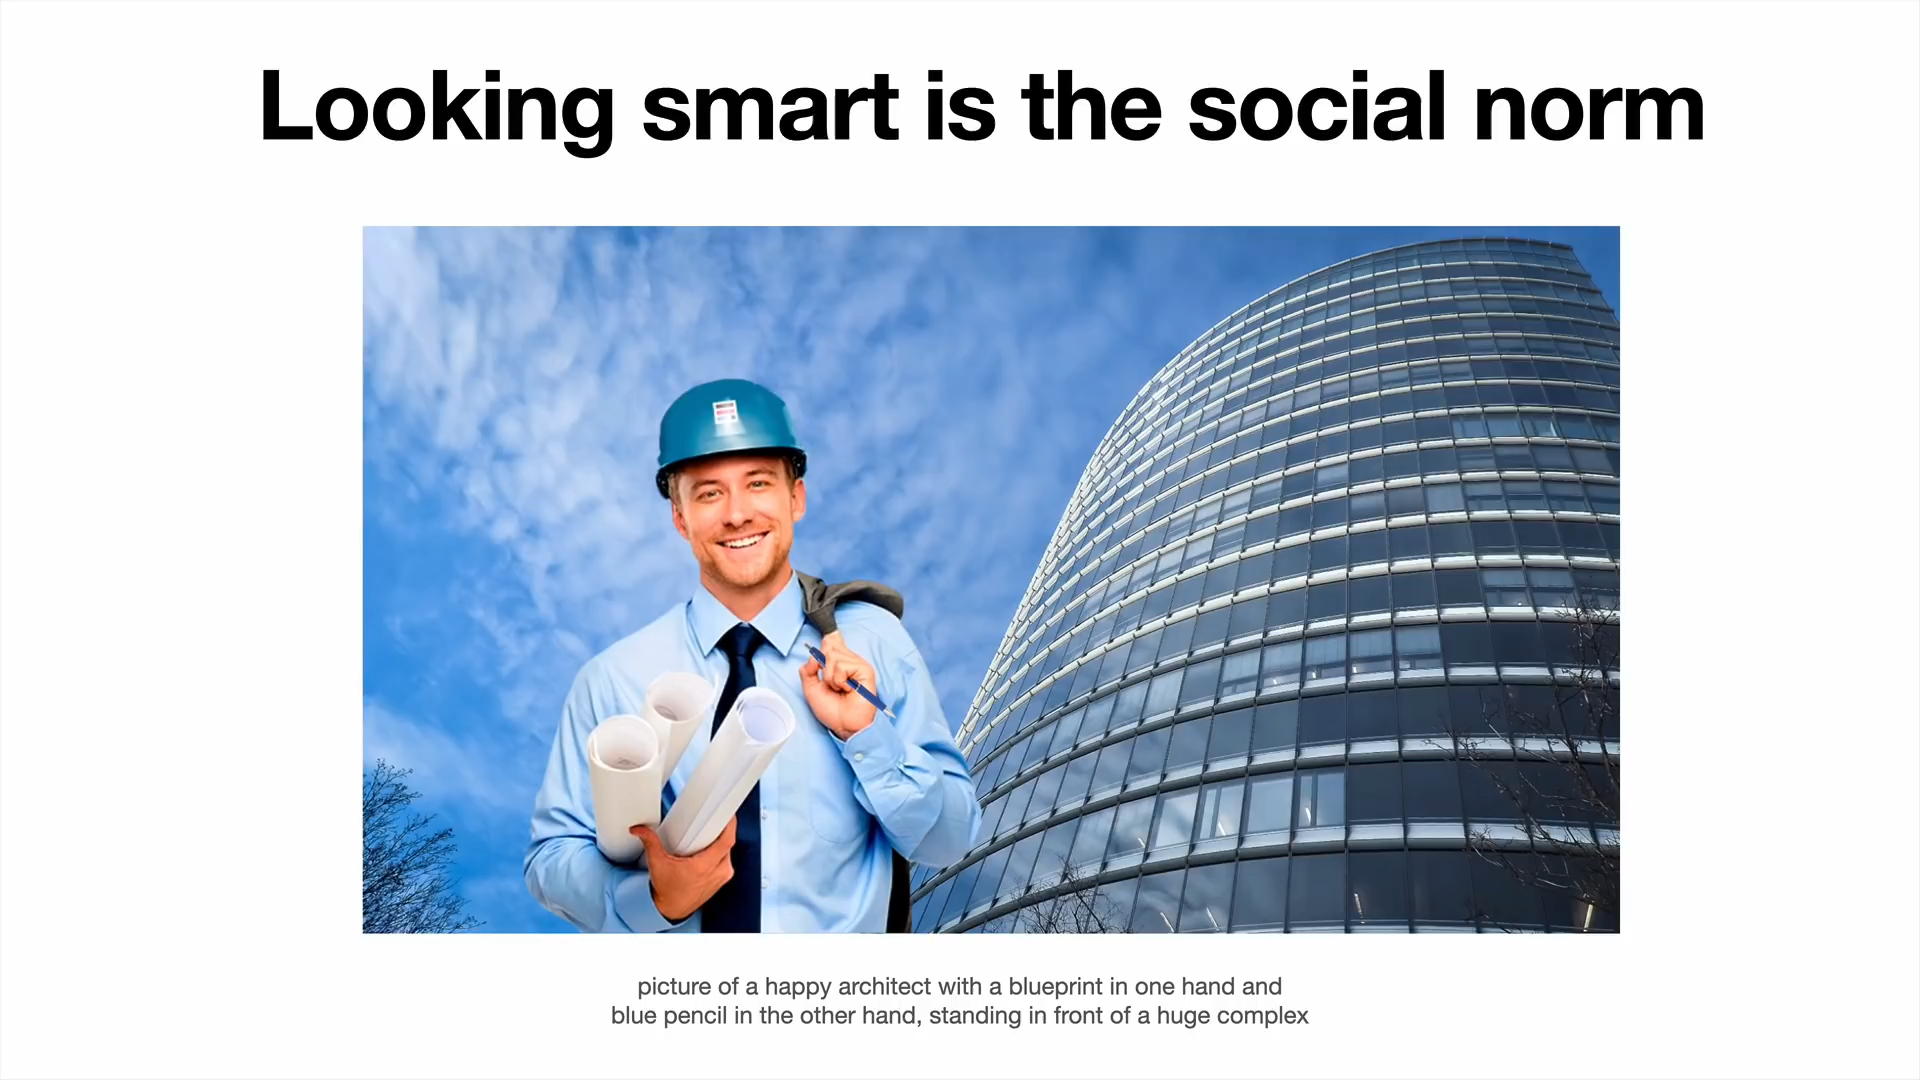 Looking smart is the social norm
picture of a happy architect with a blueprint in one hand and
blue pencil in the other hand, standing in front of a huge complex